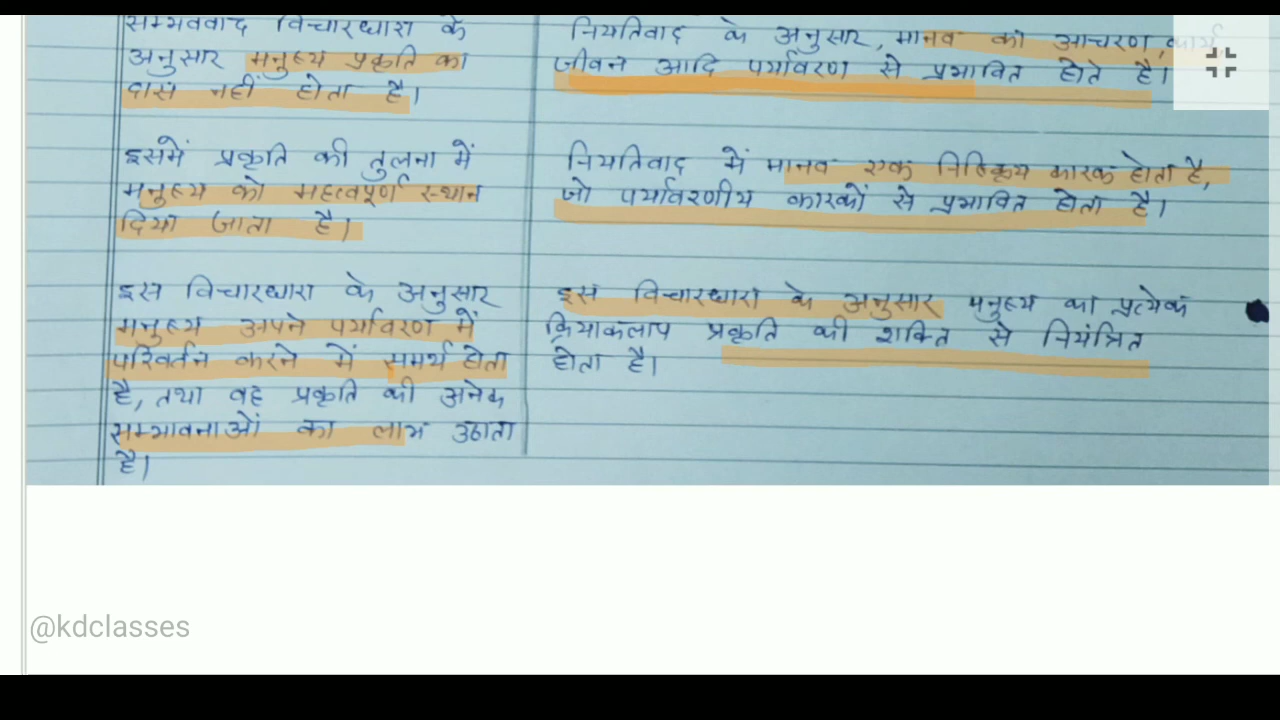 सम्भववाद विचारधारा के
अनुसार मनुष्य प्रकृति का
दास नहीं होता है।
इसमें प्रकृति की तुलना में
मनुष्य को महत्वपूर्ण स्थान
दिया जाता है।
इस विचारधारा के अनुसार
मनुष्य अपने पर्यावरण में
परिवर्तन करने में समर्थ होता
है, तथा वह प्रकृति की अनेक
सम्भावनाओं का लाभ उठाता
है।
नियतिवाद के अनुसार, मानव का आचरण, कार्य,
जीवन आदि पर्यावरण से प्रभावित होते है।
नियतिवाद में मानव एक निष्क्रिय कारक होता है,
जो पर्यावरणीय कारकों से प्रभावित होता है।
इस विचारधारा के अनुसार मनुष्य का प्रत्येक
क्रियाकलाप प्रकृति की शक्ति से नियंत्रित
होता है।
@kdclasses